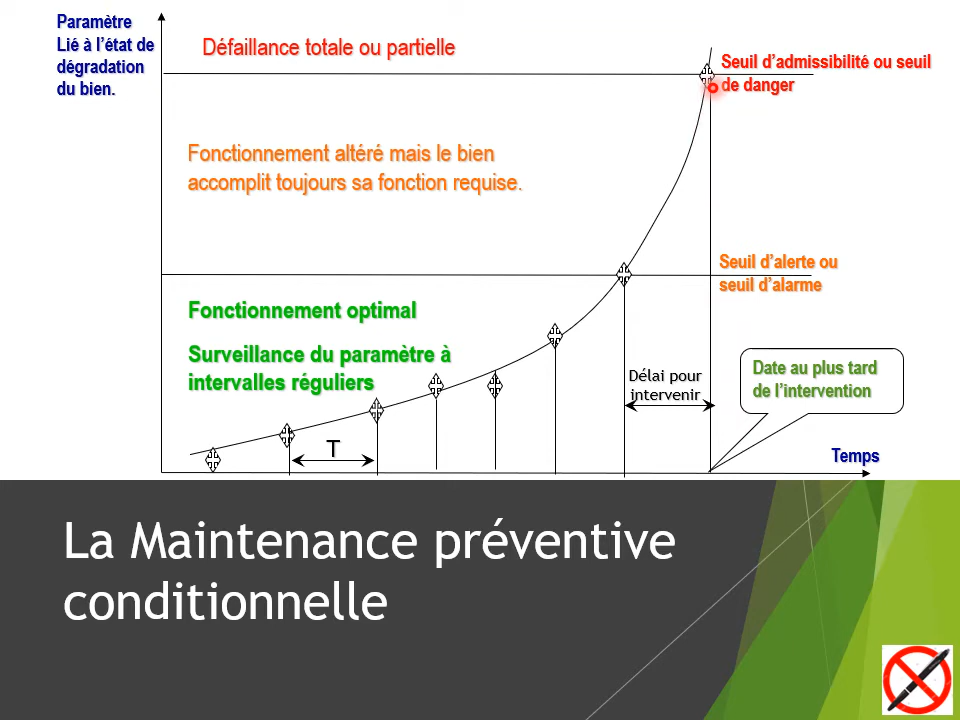 Paramètre
Lié à l'état de
dégradation
du bien.
Défaillance totale ou partielle
Seuil d'admissibilité ou seuil
de danger
Fonctionnement altéré mais le bien
accomplit toujours sa fonction requise.
Seuil d'alerte ou
seuil d'alarme
Fonctionnement optimal
Surveillance du paramètre à
intervalles réguliers
Délai pour
intervenir
Date au plus tard
de l'intervention
T
Temps
La Maintenance préventive
conditionnelle